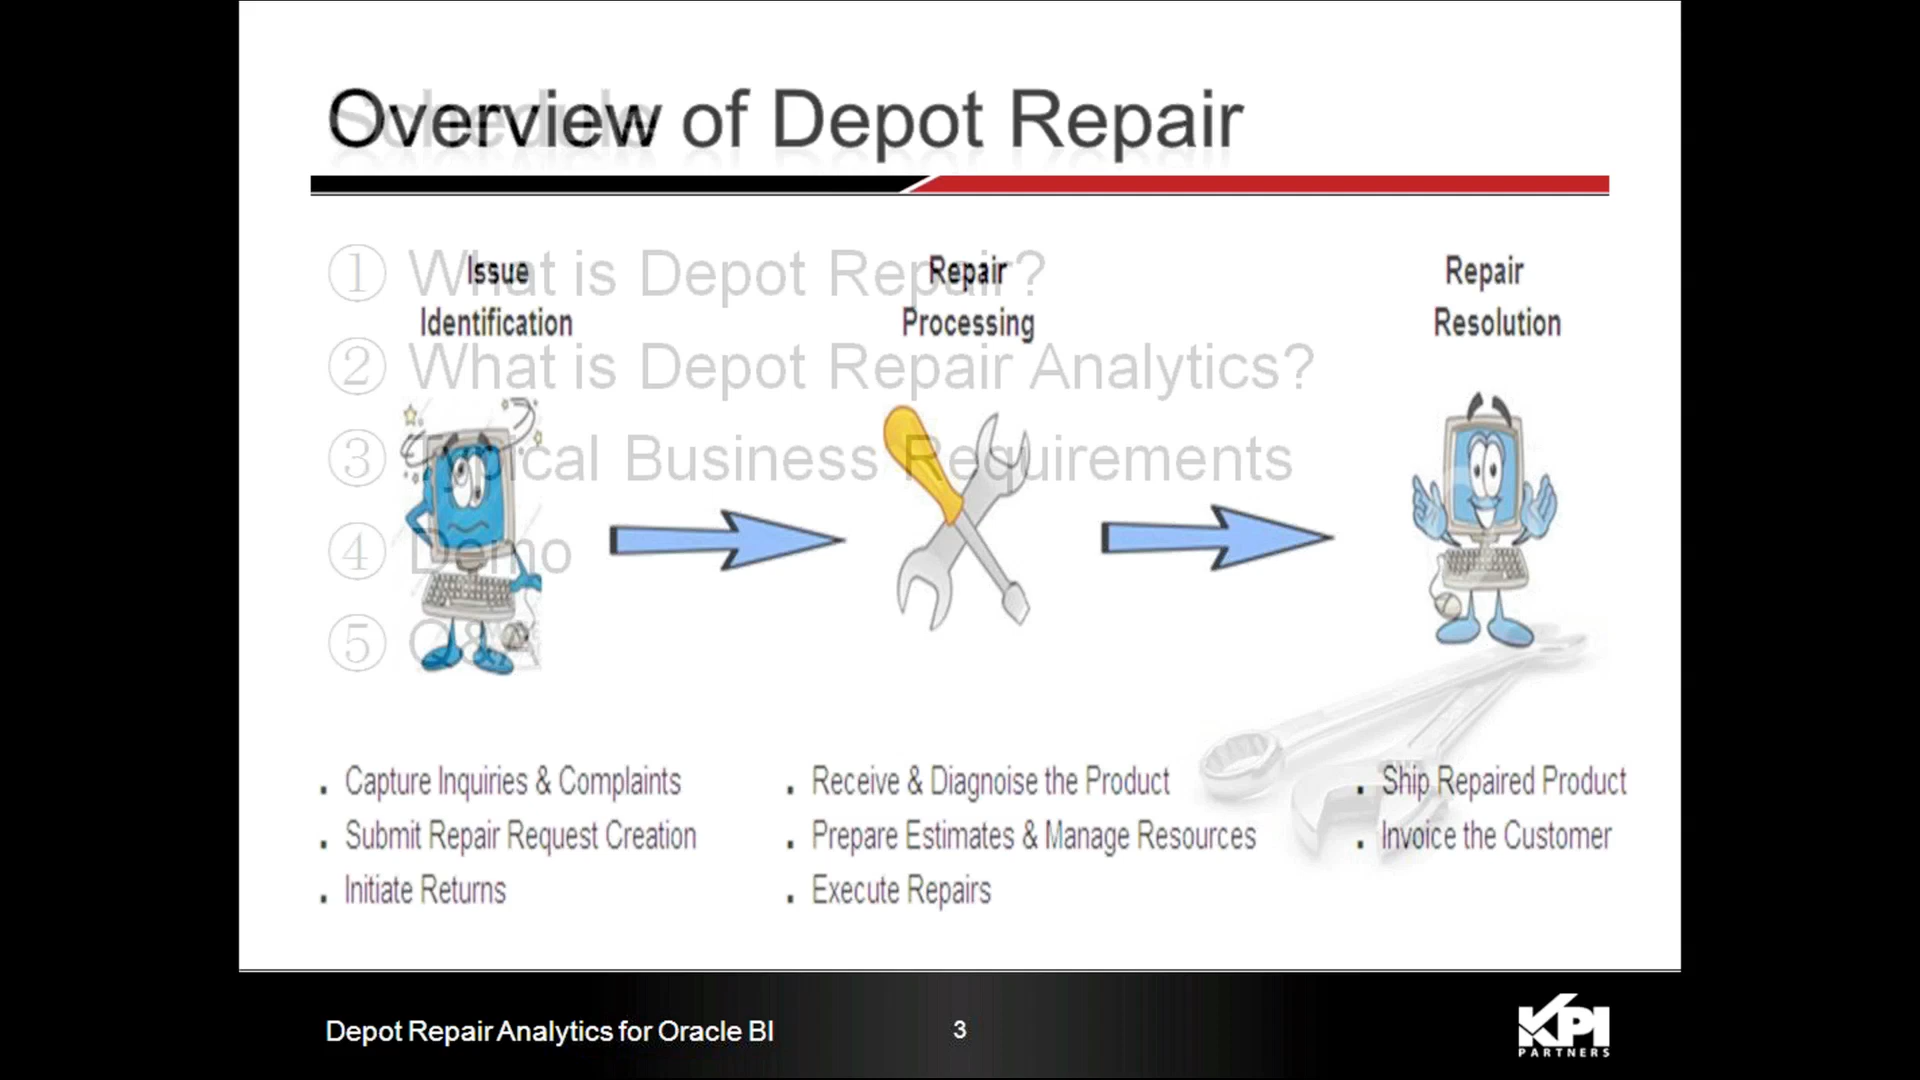 Overview of Depot Repair
Schedule
① What is Depot Repair?
② What is Depot Repair Analytics?
③ Typical Business Requirements
④ Demo
⑤ Q&A
Issue
Identification
Repair
Processing
Repair
Resolution
. Capture Inquiries & Complaints
. Submit Repair Request Creation
. Initiate Returns
. Receive & Diagnoise the Product
. Prepare Estimates & Manage Resources
. Execute Repairs
. Ship Repaired Product
. Invoice the Customer
Depot Repair Analytics for Oracle BI
3
KPI
PARTNERS